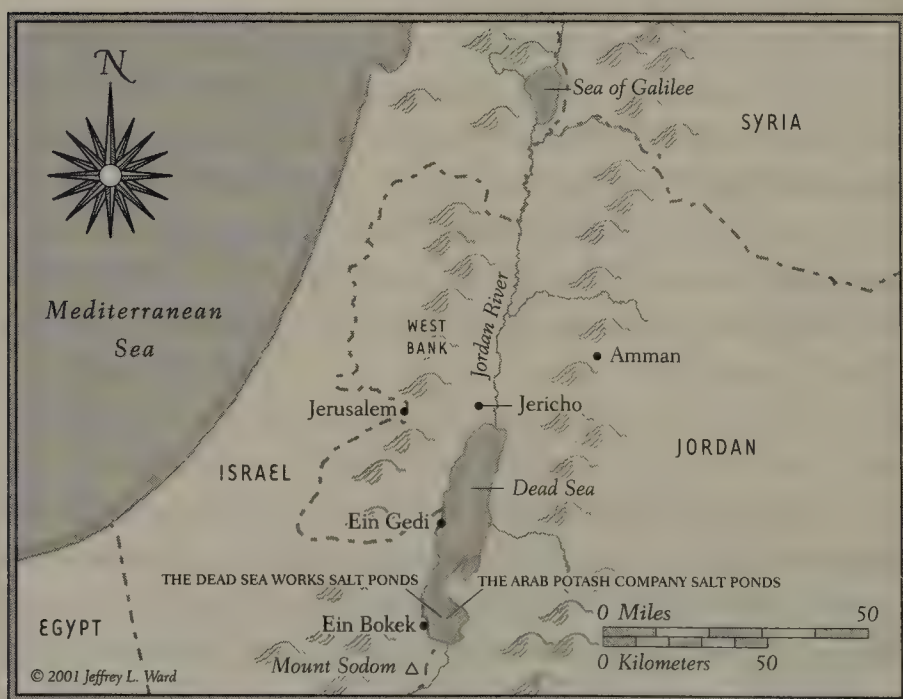 N
Sea of Galilee
SYRIA
Mediterranean
Sea
Jordan River
WEST
BANK
Amman
Jerusalem
Jericho
JORDAN
ISRAEL
Dead Sea
Ein Gedi
THE DEAD SEA WORKS SALT PONDS
THE ARAB POTASH COMPANY SALT PONDS
0 Miles 50
EGYPT
Ein Bokek
0 Kilometers 50
Mount Sodom
© 2001 Jeffrey L. Ward